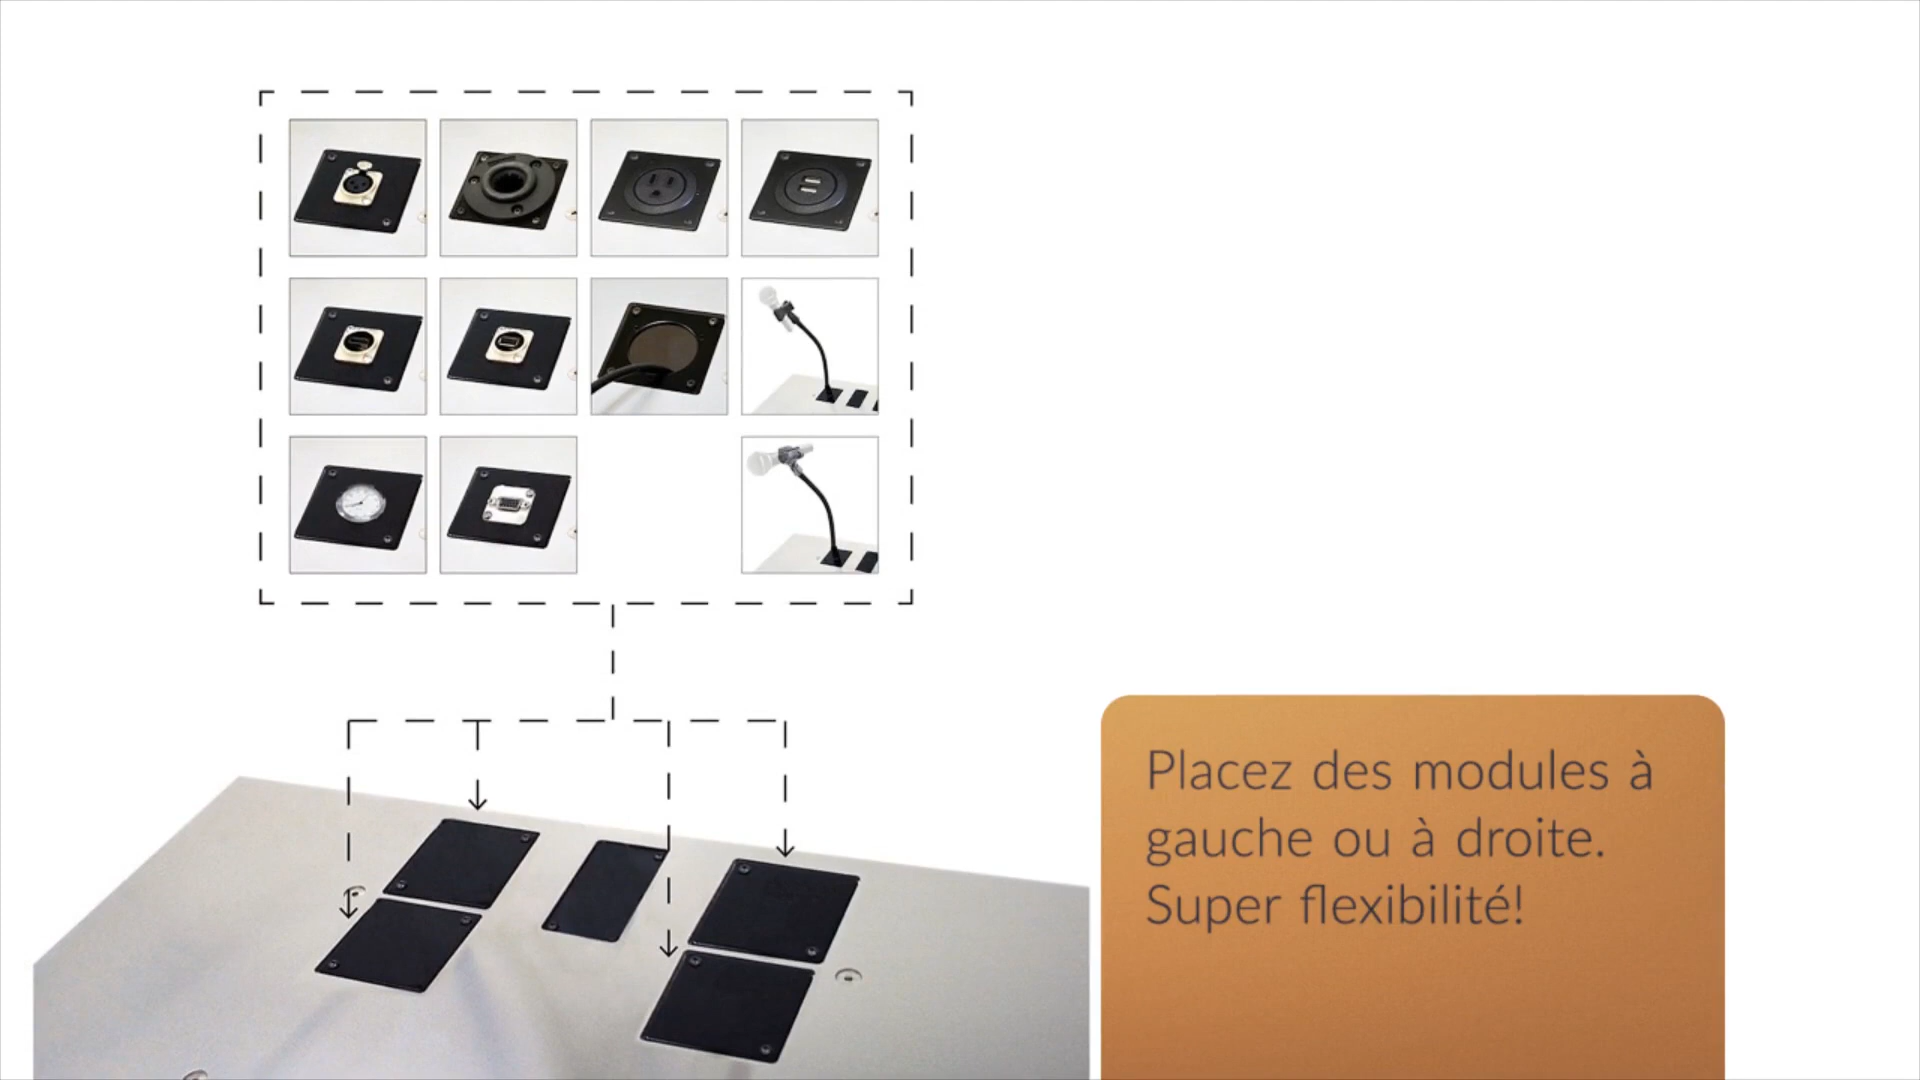 Placez des modules à
gauche ou à droite.
Super flexibilité!